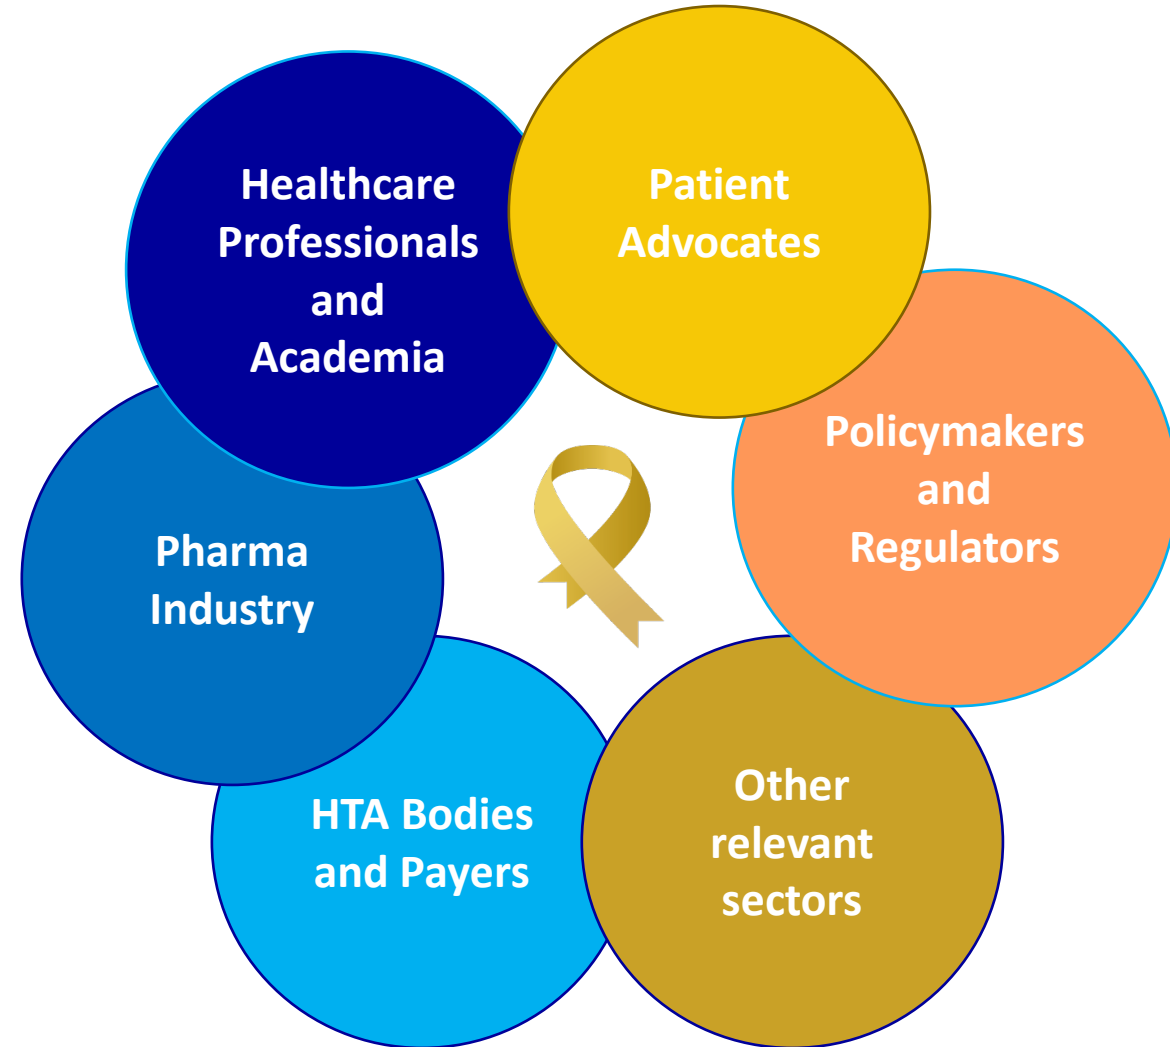 Healthcare
Professionals
and
Academia
Patient
Advocates
Policymakers
and
Regulators
Pharma
Industry
HTA Bodies
and Payers
Other
relevant
sectors